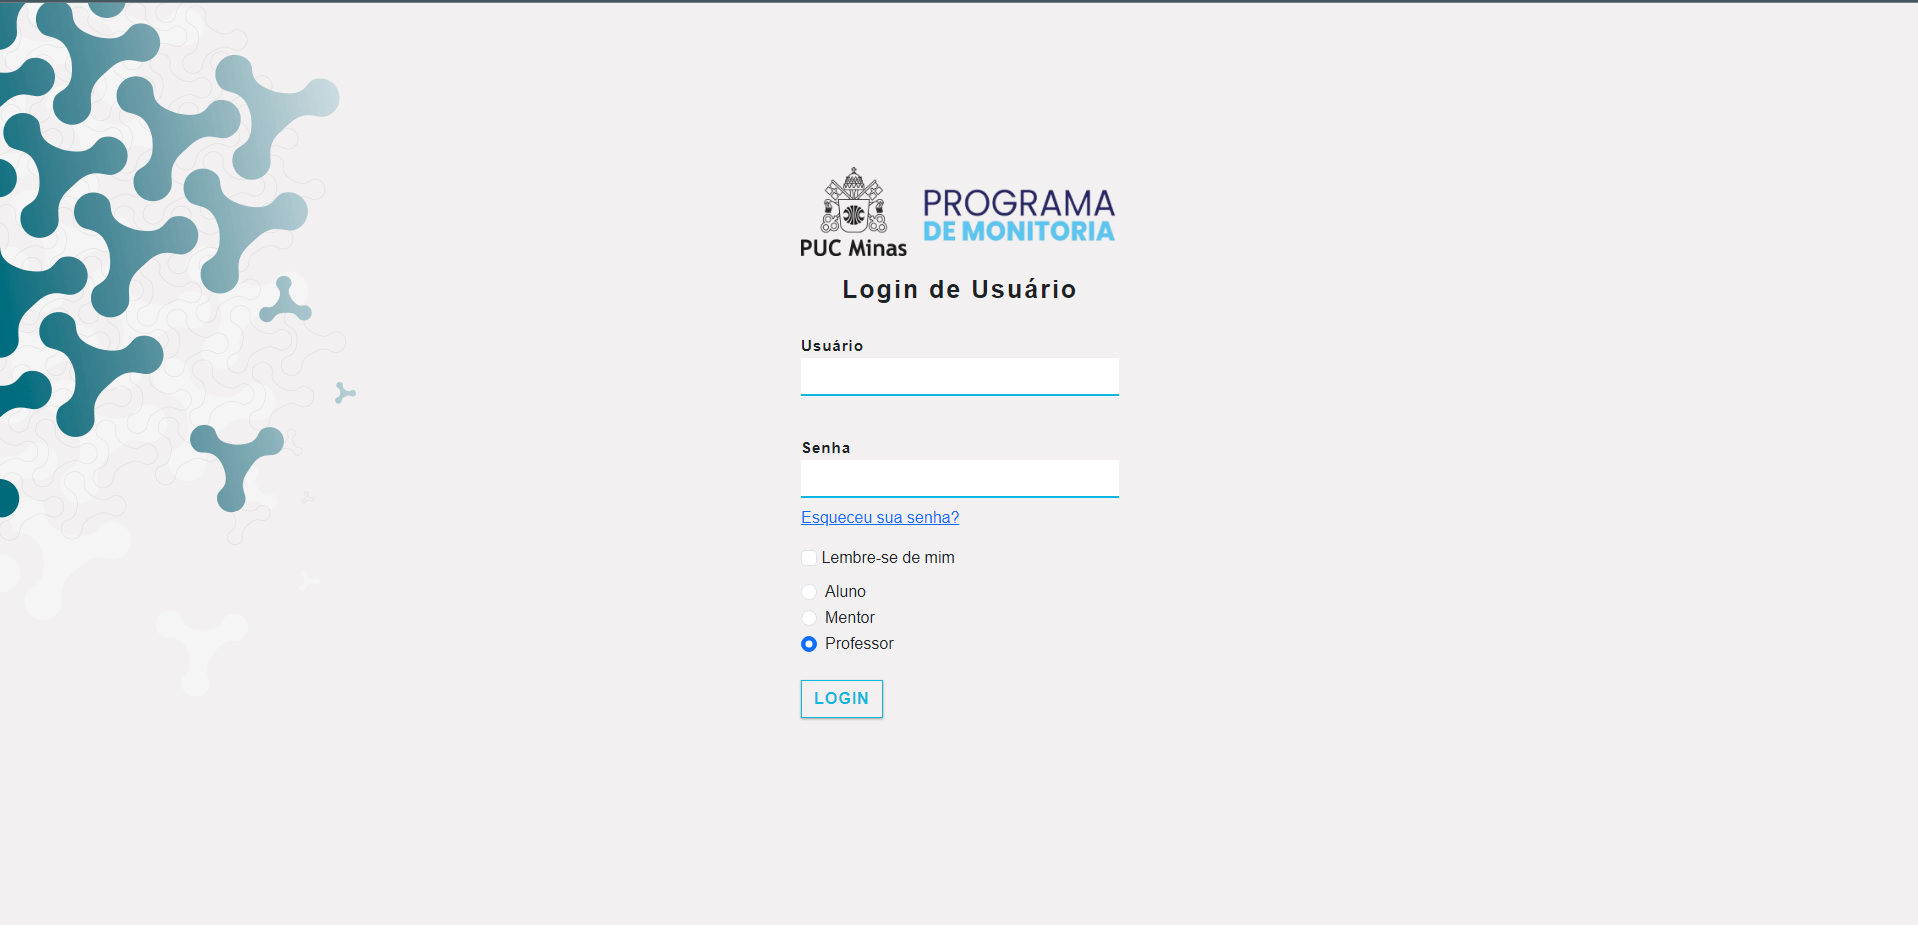 PUC Minas
PROGRAMA
DE MONITORIA
Login de Usuário
Usuário
Senha
Esqueceu sua senha?
Lembre-se de mim
Aluno
Mentor
Professor
LOGIN